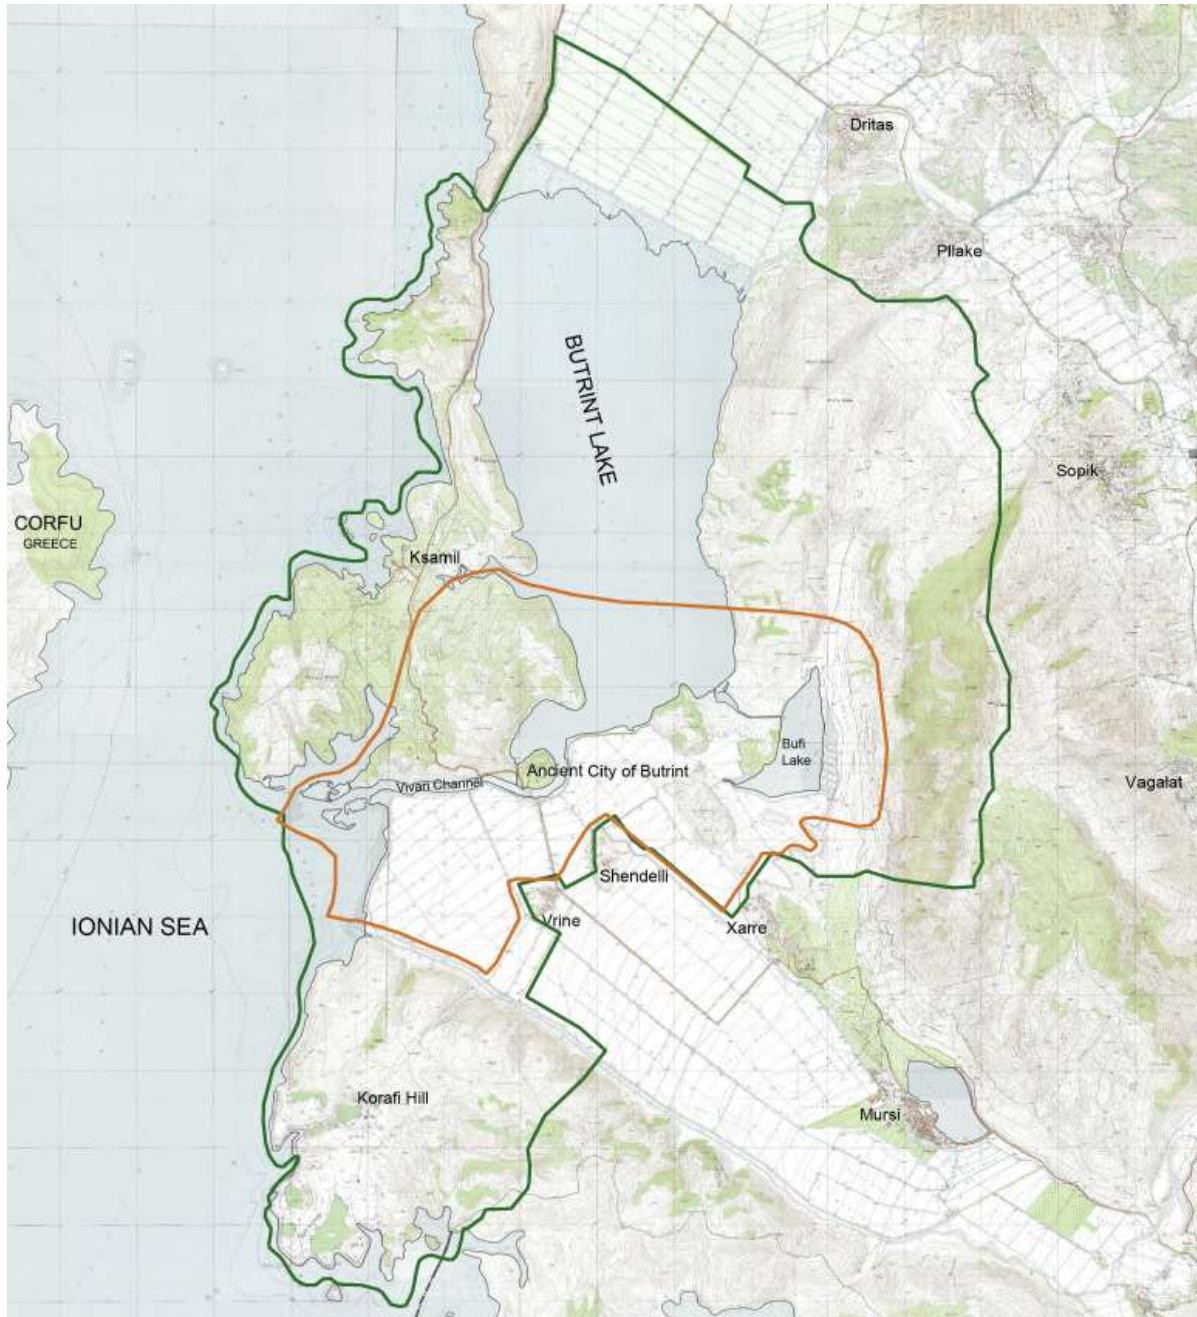 Dritas
Pllake
BUTRINT LAKE
Sopik
CORFU
GREECE
Ksamil
Bufi
Lake
Ancient City of Butrint
Vivari Channel
Vagalat
Shendelli
Vrine
Xarre
IONIAN SEA
Korafi Hill
Mursi